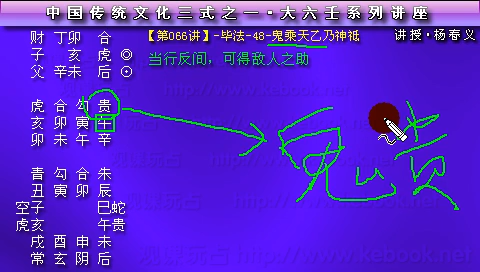 中国传统文化三式之一·大六壬系列讲座
【第066讲】-毕法-48-鬼乘天乙乃神祗
讲授·杨春义
当行反间，可得敌人之助
财 丁卯 合
子 亥 虎 ◎
父 辛未 后 ◎
虎 合 勾 贵
亥 卯 寅 午
卯 未 午 辛
青 勾 合 未
丑 寅 卯 辰
空子 巳蛇
虎亥 午贵
戌 酉 申 未
常 玄 阴 后
鬼贵
http://www.kebook.net